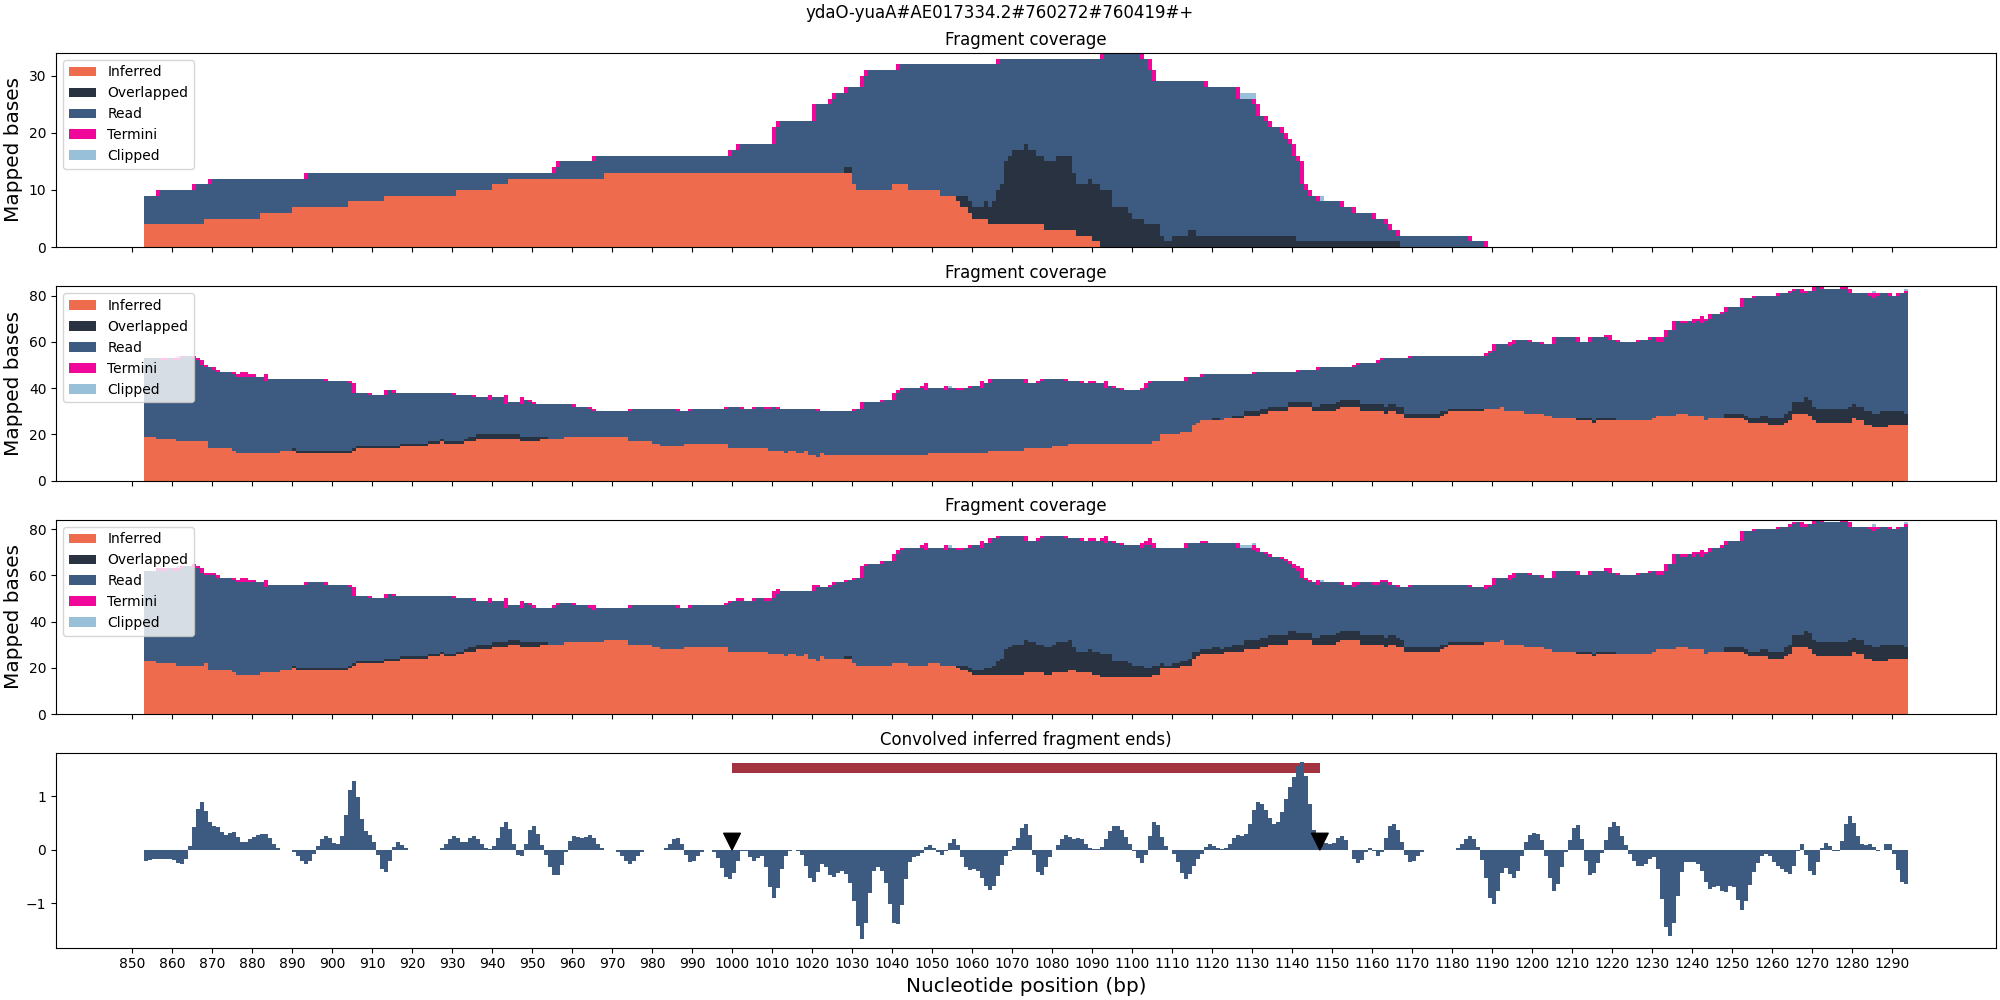 ydaO-yuaA#AE017334.2#760272#760419#+
Fragment coverage
Mapped bases
30
20
10
0
Inferred
Overlapped
Read
Termini
Clipped
Fragment coverage
Mapped bases
80
60
40
20
0
Inferred
Overlapped
Read
Termini
Clipped
Fragment coverage
Mapped bases
80
60
40
20
0
Inferred
Overlapped
Read
Termini
Clipped
Convolved inferred fragment ends)
1
0
−1
850 860 870 880 890 900 910 920 930 940 950 960 970 980 990 1000 1010 1020 1030 1040 1050 1060 1070 1080 1090 1100 1110 1120 1130 1140 1150 1160 1170 1180 1190 1200 1210 1220 1230 1240 1250 1260 1270 1280 1290
Nucleotide position (bp)